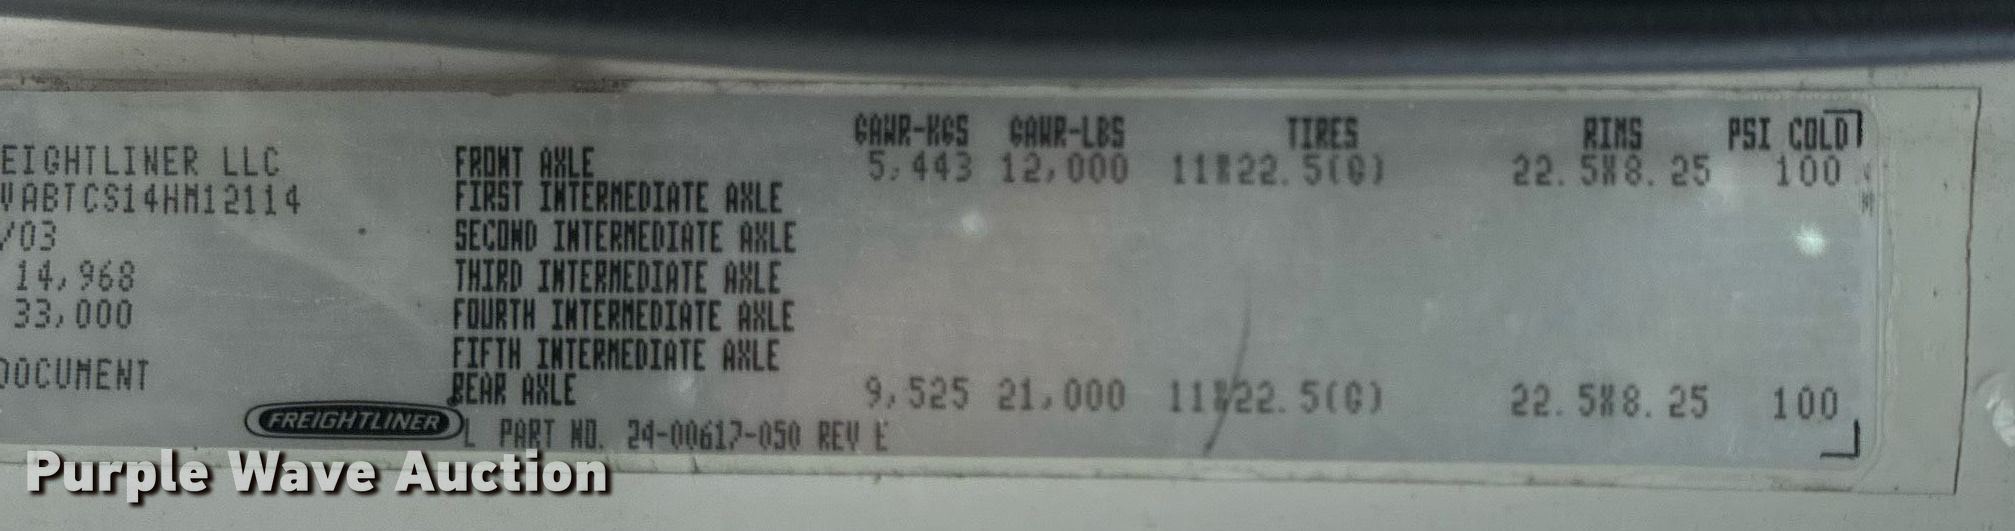 GAWR-KGS GAWR-LBS TIRES RIMS PSI COLD
EIGHTLINER LLC FRONT AXLE 5,443 12,000 11R22.5(G) 22.5X8.25 100
VABTCS14HM12114 FIRST INTERMEDIATE AXLE
/03 SECOND INTERMEDIATE AXLE
14,968 THIRD INTERMEDIATE AXLE
33,000 FOURTH INTERMEDIATE AXLE
FIFTH INTERMEDIATE AXLE
DOCUMENT REAR AXLE 9,525 21,000 11R22.5(G) 22.5X8.25 100
FREIGHTLINER L PART NO. 24-00617-050 REV E
Purple Wave Auction